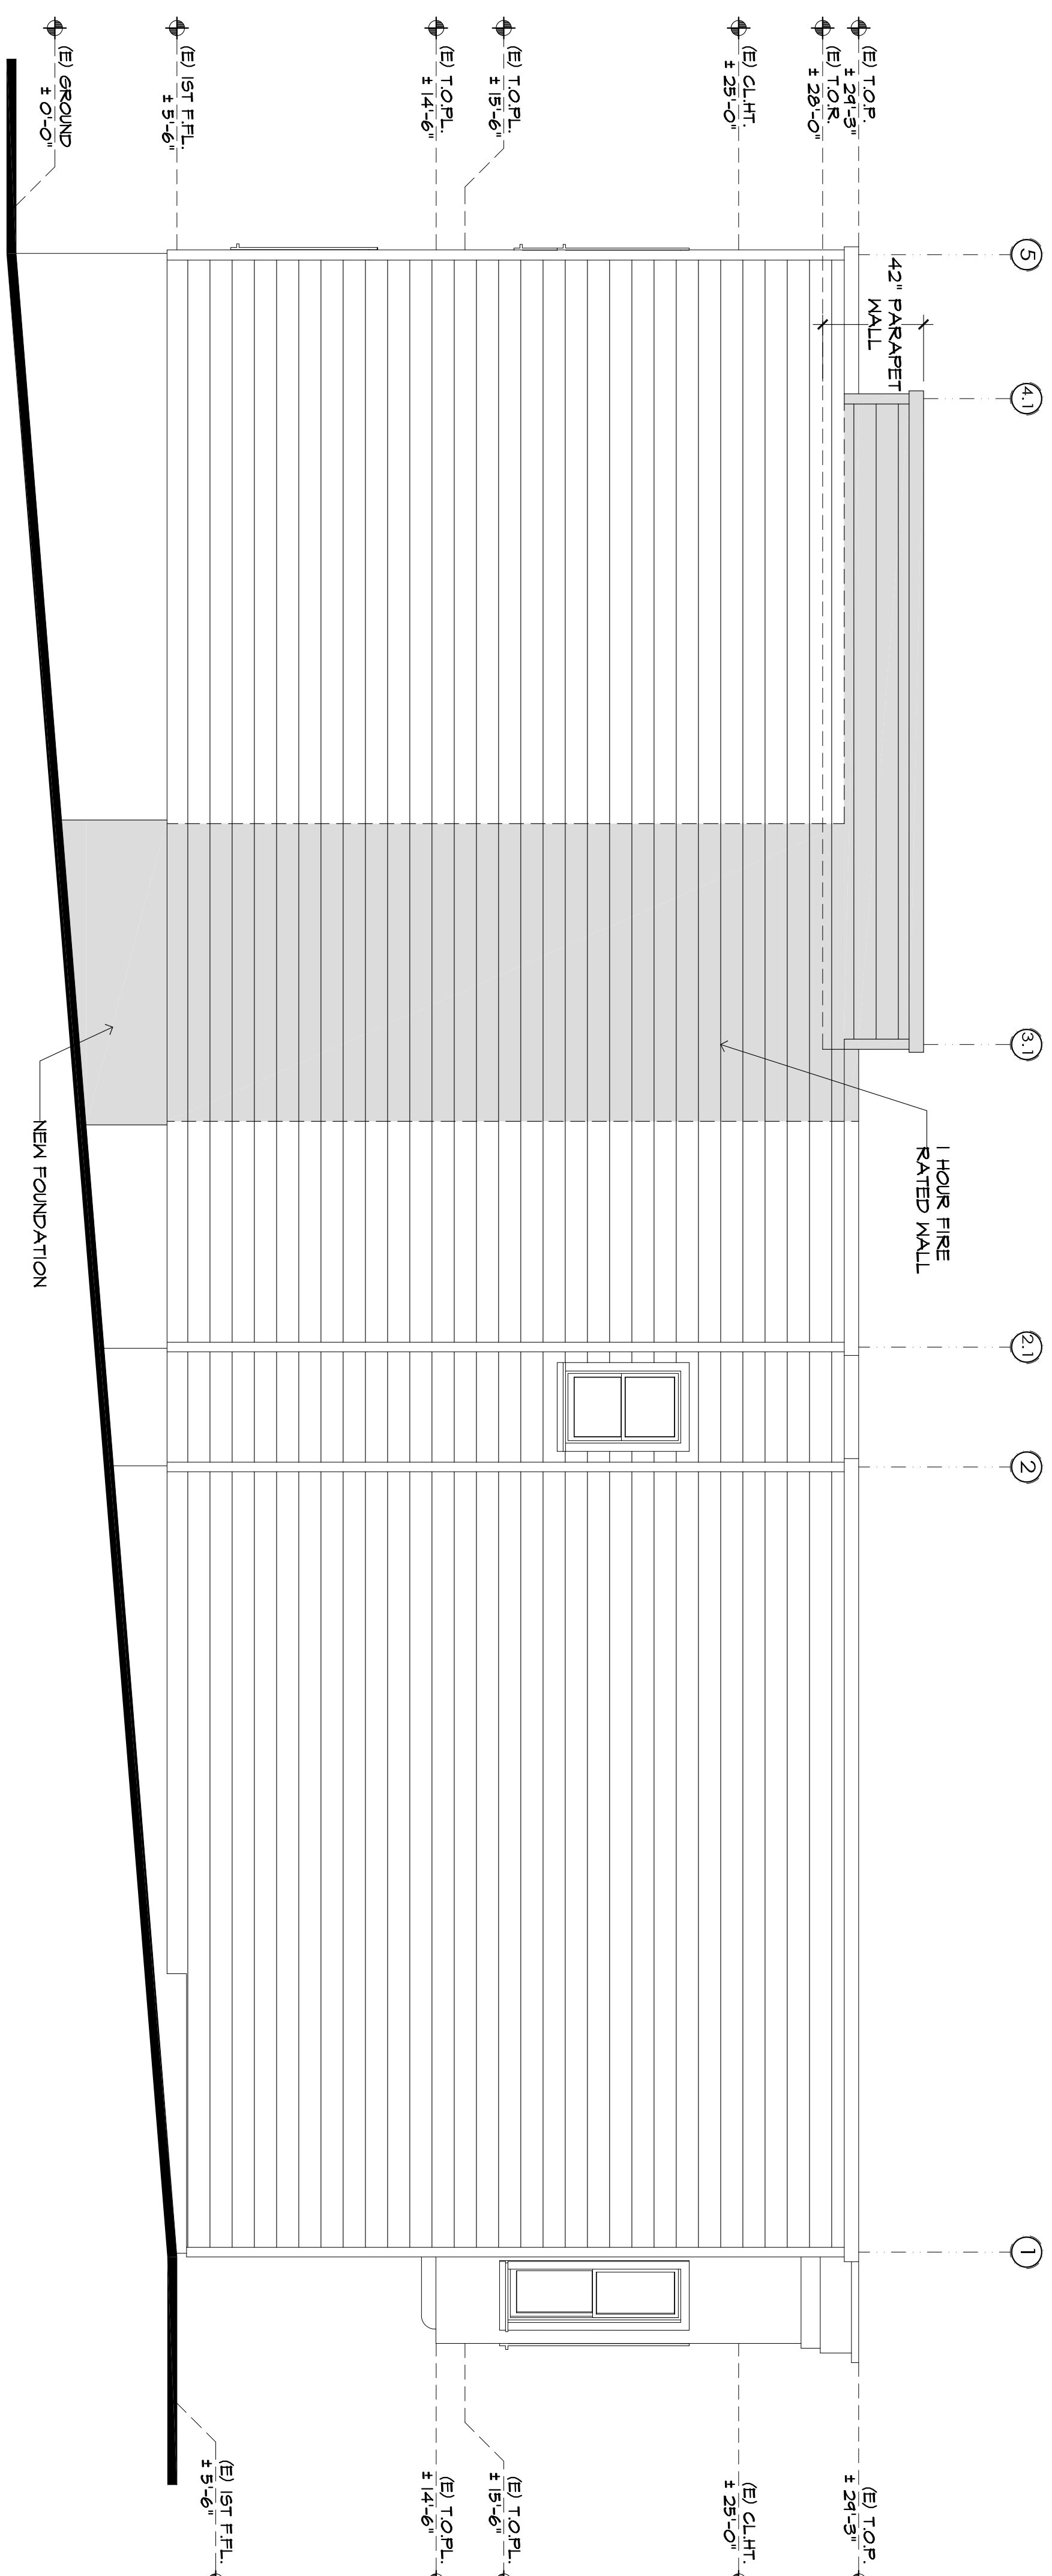 5
4.1
3.1
2.1
2
1
(E) T.O.P.
± 29'-3"
(E) T.O.R.
± 28'-0"
(E) CL.HT.
± 25'-0"
(E) T.O.PL.
± 15'-6"
(E) T.O.PL.
± 14'-6"
(E) 1ST F.FL.
± 5'-6"
(E) GROUND
± 0'-0"
42" PARAPET
WALL
1 HOUR FIRE
RATED WALL
NEW FOUNDATION
(E) T.O.P.
± 29'-3"
(E) CL.HT.
± 25'-0"
(E) T.O.PL.
± 15'-6"
(E) T.O.PL.
± 14'-6"
(E) 1ST F.FL.
± 5'-6"